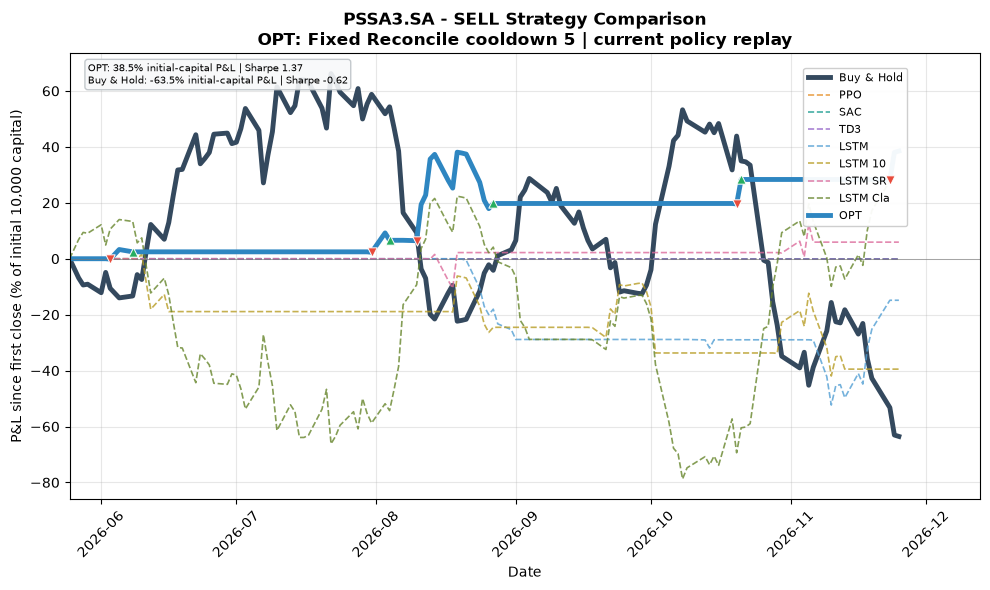 PSSA3.SA - SELL Strategy Comparison
OPT: Fixed Reconcile cooldown 5 | current policy replay
OPT: 38.5% initial-capital P&L | Sharpe 1.37
Buy & Hold: -63.5% initial-capital P&L | Sharpe -0.62
Buy & Hold
PPO
SAC
TD3
LSTM
LSTM 10
LSTM SR
LSTM Cla
OPT
P&L since first close (% of initial 10,000 capital)
60
40
20
0
−20
−40
−60
−80
2026-06
2026-07
2026-08
2026-09
2026-10
2026-11
2026-12
Date